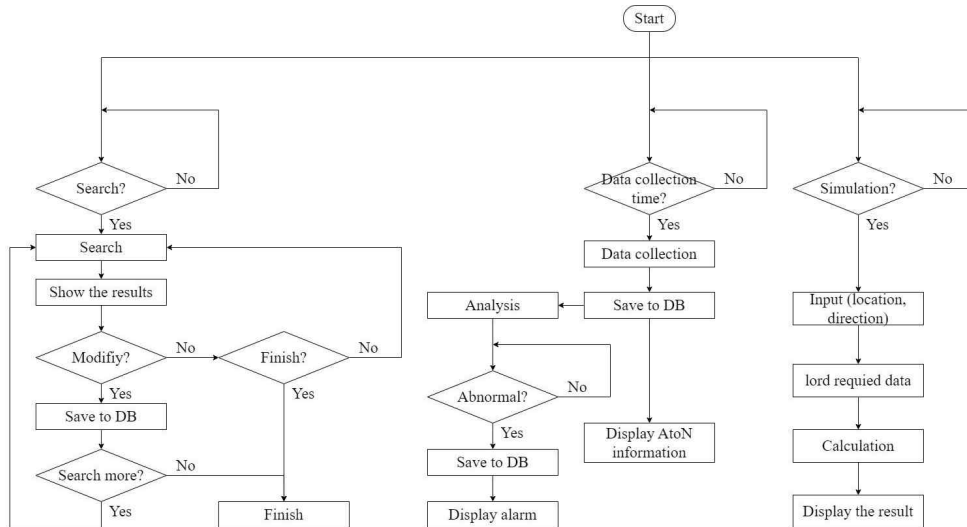 Start
Search?
No
Yes
Search
Show the results
Modifiy?
No
Finish?
No
Yes
Yes
Save to DB
Search more?
No
Yes
Finish
Data collection
time?
No
Yes
Data collection
Save to DB
Analysis
Abnormal?
No
Yes
Save to DB
Display alarm
Display AtoN
information
Simulation?
No
Yes
Input (location,
direction)
lord requied data
Calculation
Display the result